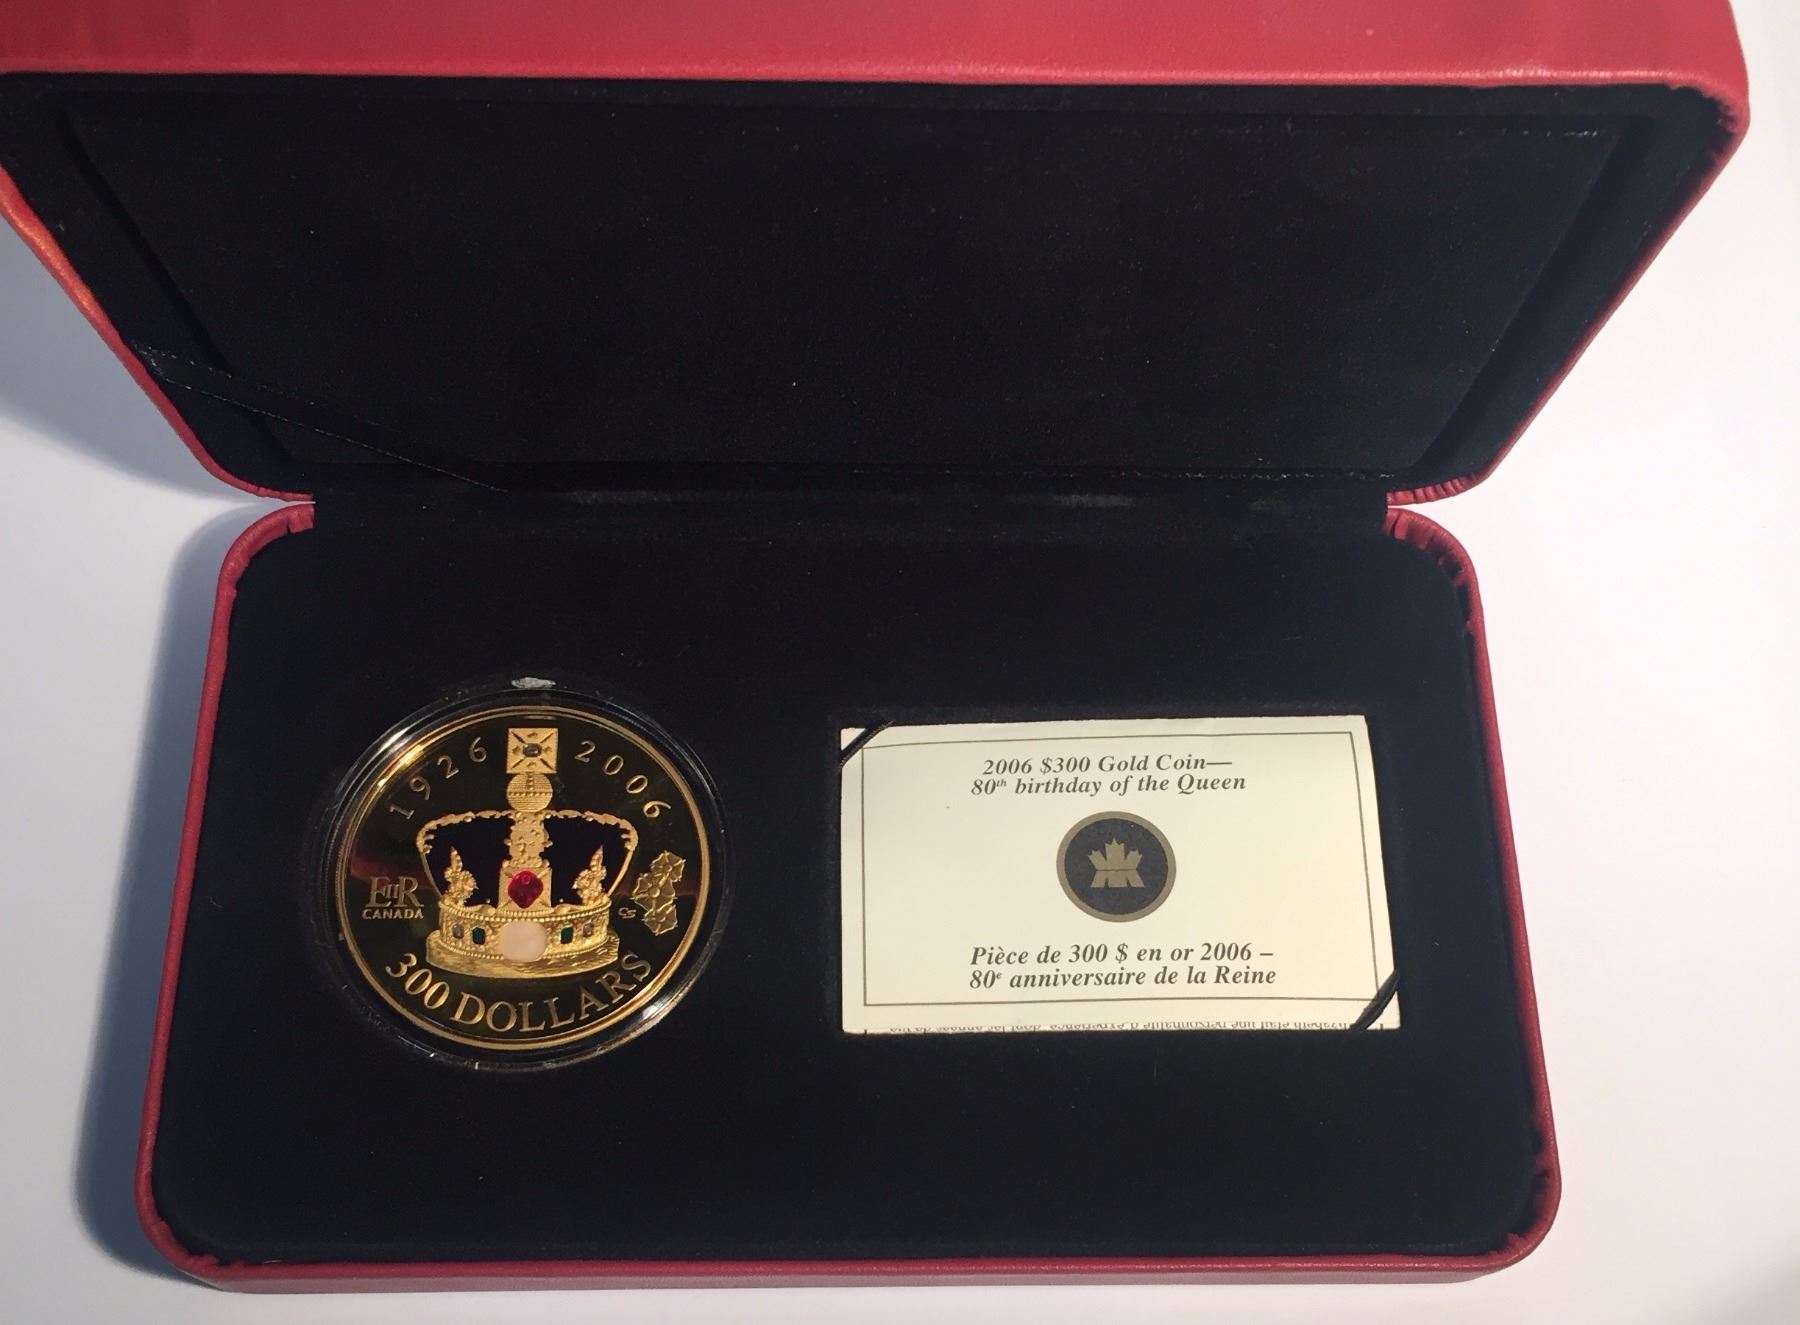 1926 2006
EIIR
CANADA
CS
300 DOLLARS
2006 $300 Gold Coin—
80th birthday of the Queen
Pièce de 300 $ en or 2006 –
80e anniversaire de la Reine